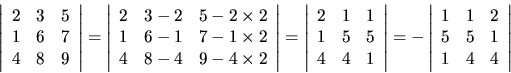 | 2 3 5 | = | 2 3 − 2 5 − 2 × 2 | = | 2 1 1 | = − | 1 1 2 |
| 1 6 7 | | 1 6 − 1 7 − 1 × 2 | | 1 5 5 | | 5 5 1 |
| 4 8 9 | | 4 8 − 4 9 − 4 × 2 | | 4 4 1 | | 1 4 4 |